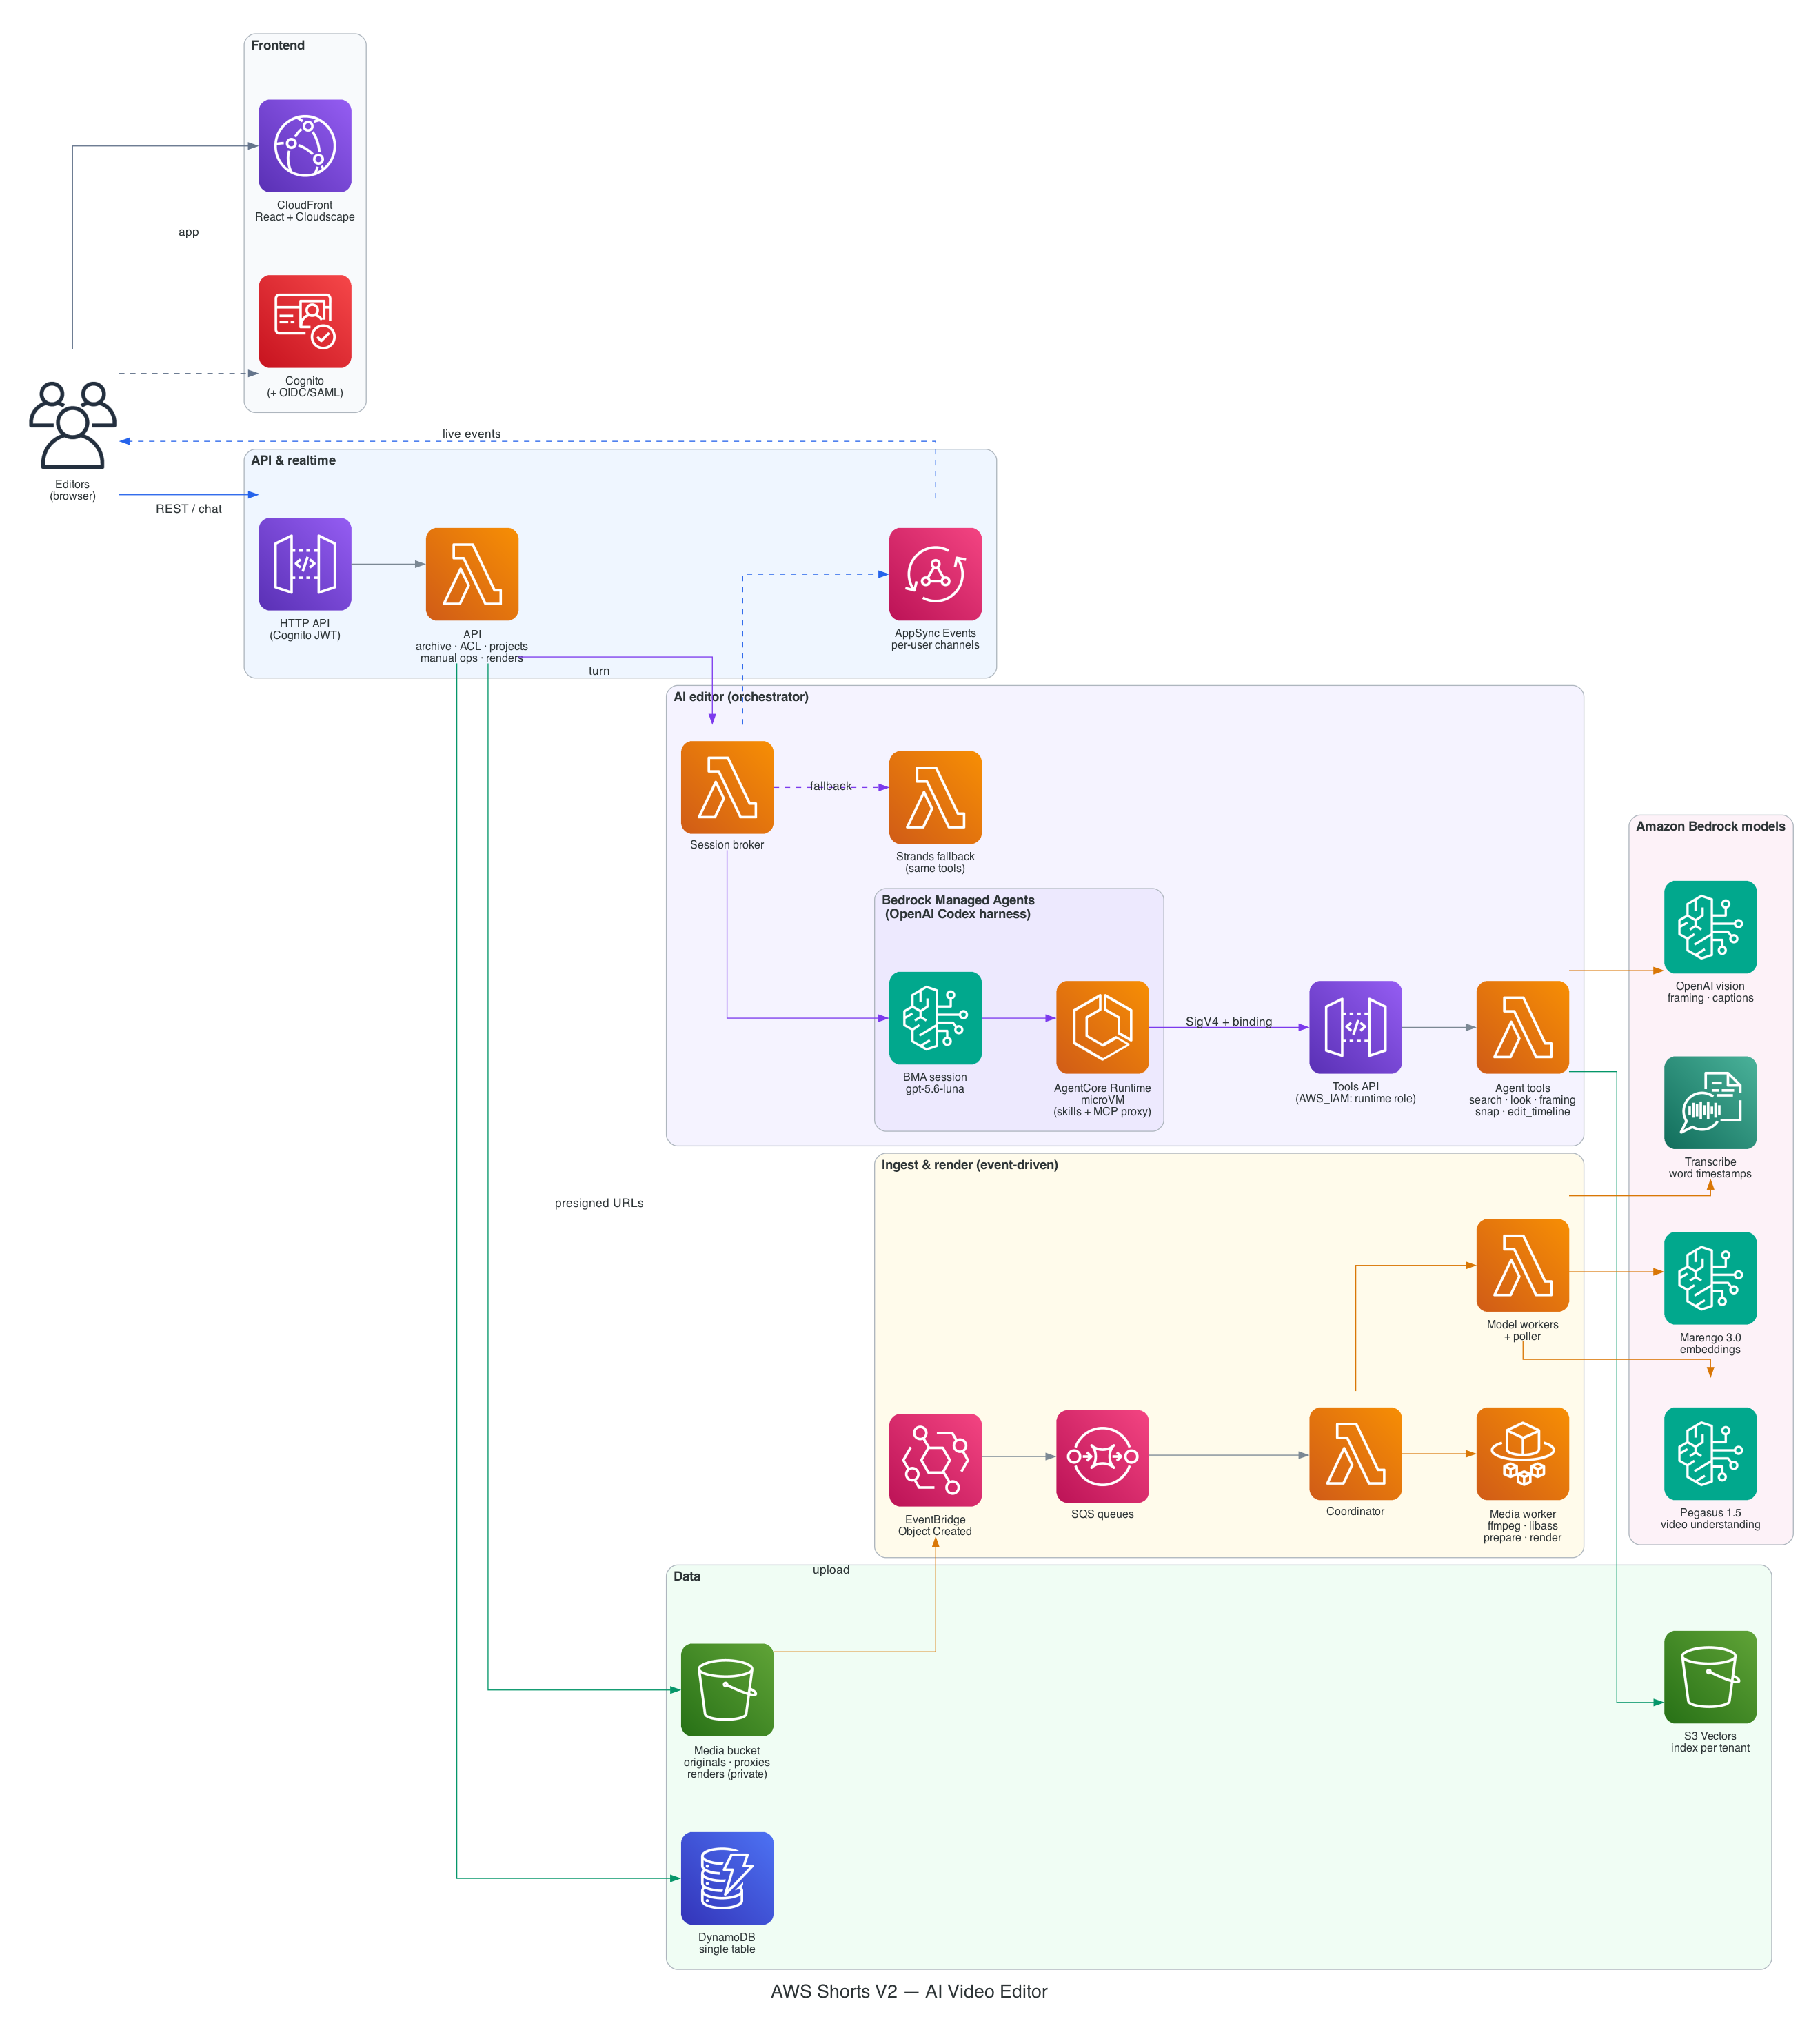 Frontend
CloudFront
React + Cloudscape
app
Cognito
(+ OIDC/SAML)
Editors
(browser)
live events
REST / chat
API & realtime
HTTP API
(Cognito JWT)
API
archive · ACL · projects
manual ops · renders
AppSync Events
per-user channels
turn
AI editor (orchestrator)
Session broker
fallback
Strands fallback
(same tools)
Bedrock Managed Agents
(OpenAI Codex harness)
BMA session
gpt-5.6-luna
AgentCore Runtime
microVM
(skills + MCP proxy)
SigV4 + binding
Tools API
(AWS_IAM: runtime role)
Agent tools
search · look · framing
snap · edit_timeline
Amazon Bedrock models
OpenAI vision
framing · captions
Transcribe
word timestamps
Marengo 3.0
embeddings
Pegasus 1.5
video understanding
presigned URLs
Ingest & render (event-driven)
Model workers
+ poller
EventBridge
Object Created
SQS queues
Coordinator
Media worker
ffmpeg · libass
prepare · render
upload
Data
Media bucket
originals · proxies
renders (private)
S3 Vectors
index per tenant
DynamoDB
single table
AWS Shorts V2 — AI Video Editor